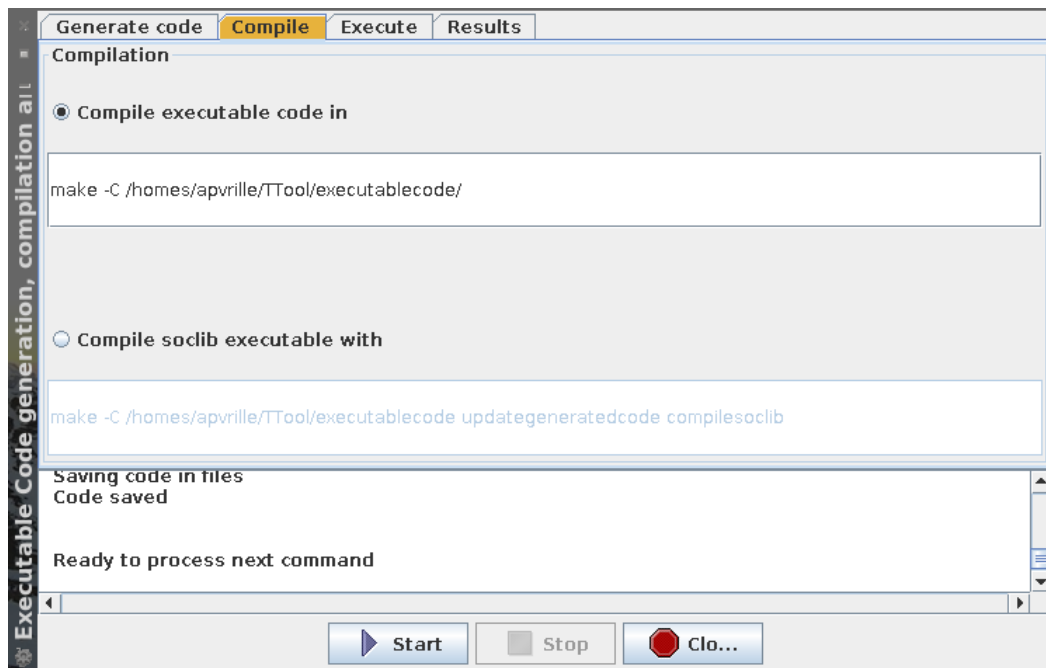 Executable Code generation, compilation a
Generate code Compile Execute Results
Compilation
Compile executable code in
make -C /homes/apvrille/TTool/executablecode/
Compile soclib executable with
make -C /homes/apvrille/TTool/executablecode updategeneratedcode compilesoclib
Saving code in files
Code saved
Ready to process next command
Start Stop Clo...